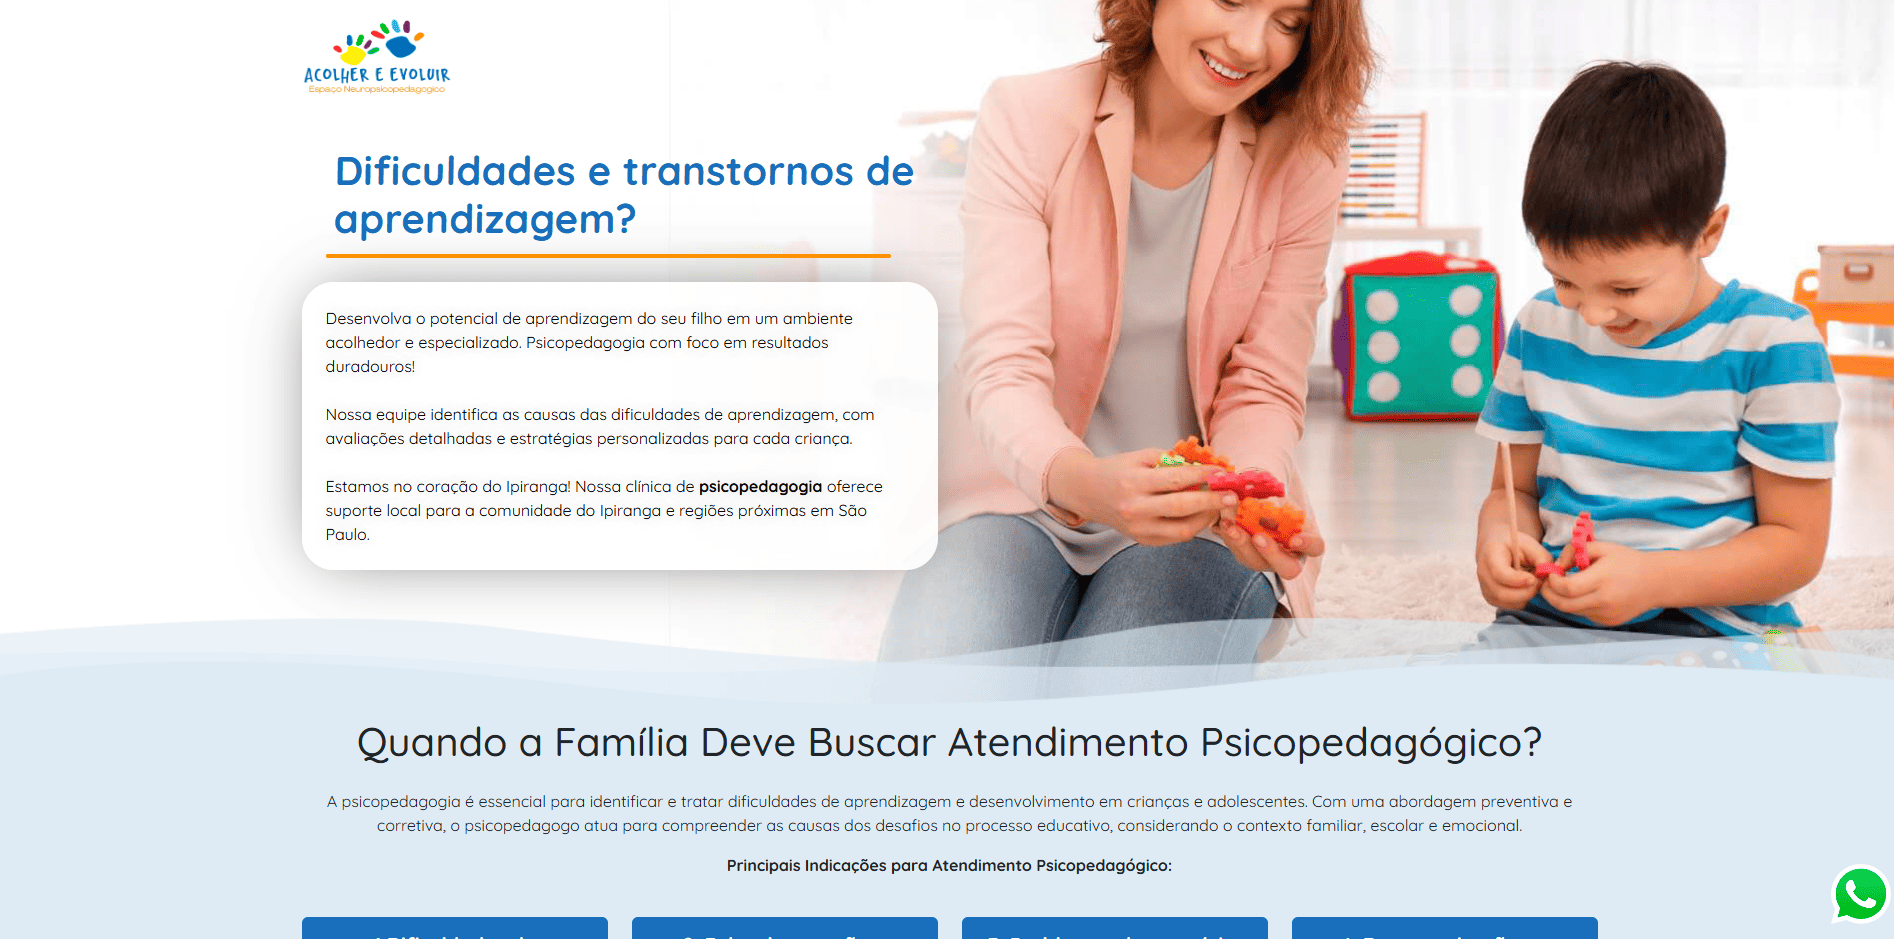 ACOLHER E EVOLUIR
Espaço Neuropsicopedagogico
Dificuldades e transtornos de
aprendizagem?
Desenvolva o potencial de aprendizagem do seu filho em um ambiente
acolhedor e especializado. Psicopedagogia com foco em resultados
duradouros!
Nossa equipe identifica as causas das dificuldades de aprendizagem, com
avaliações detalhadas e estratégias personalizadas para cada criança.
Estamos no coração do Ipiranga! Nossa clínica de psicopedagogia oferece
suporte local para a comunidade do Ipiranga e regiões próximas em São
Paulo.
Quando a Família Deve Buscar Atendimento Psicopedagógico?
A psicopedagogia é essencial para identificar e tratar dificuldades de aprendizagem e desenvolvimento em crianças e adolescentes. Com uma abordagem preventiva e
corretiva, o psicopedagogo atua para compreender as causas dos desafios no processo educativo, considerando o contexto familiar, escolar e emocional.
Principais Indicações para Atendimento Psicopedagógico: